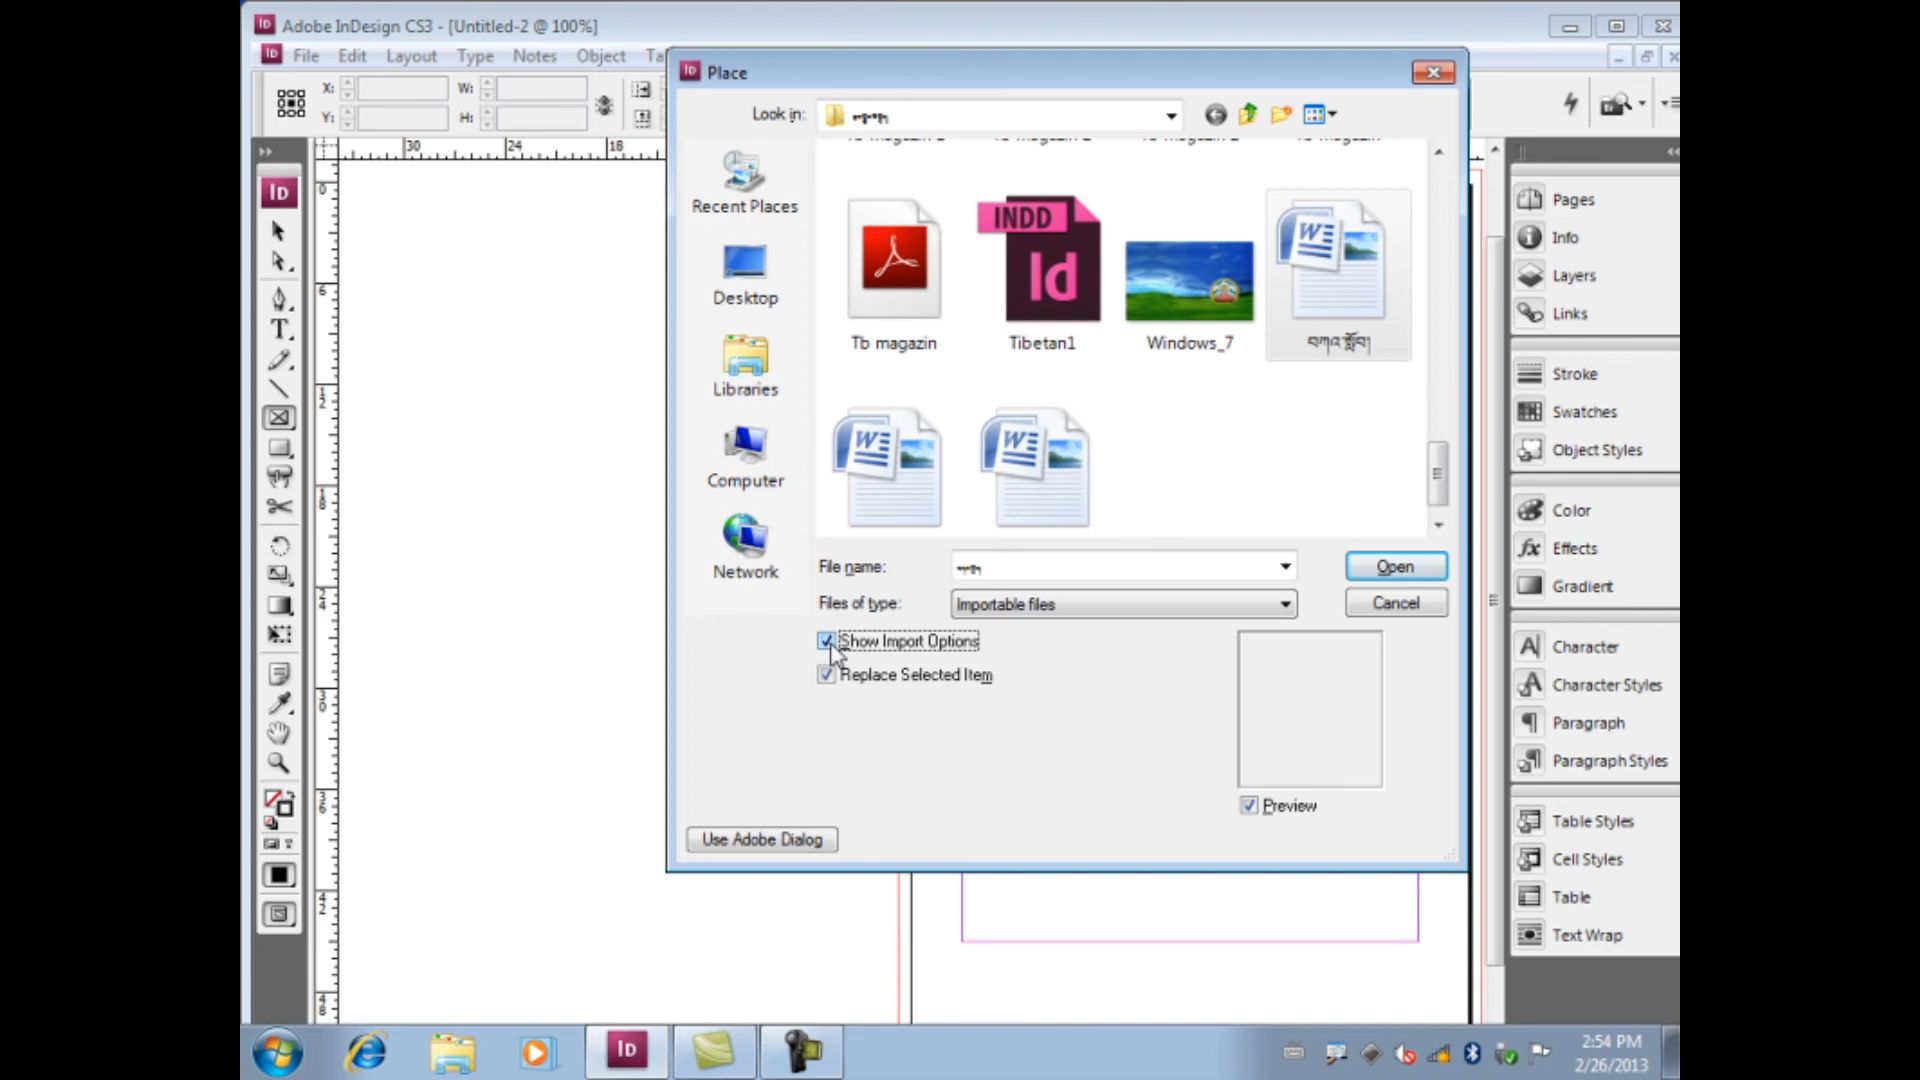 Adobe InDesign CS3 - [Untitled-2 @ 100%]
File Edit Layout Type Notes Object
X: W:
Y: H:
30 24 18
Place
Look in:
Recent Places
Desktop
Libraries
Computer
Network
Tb magazin
Tibetan1
Windows_7
བཀའ་སློབ།
File name:
Open
Files of type:
Importable files
Cancel
Show Import Options
Replace Selected Item
Preview
Use Adobe Dialog
Pages
Info
Layers
Links
Stroke
Swatches
Object Styles
Color
Effects
Gradient
Character
Character Styles
Paragraph
Paragraph Styles
Table Styles
Cell Styles
Table
Text Wrap
2:54 PM
2/26/2013